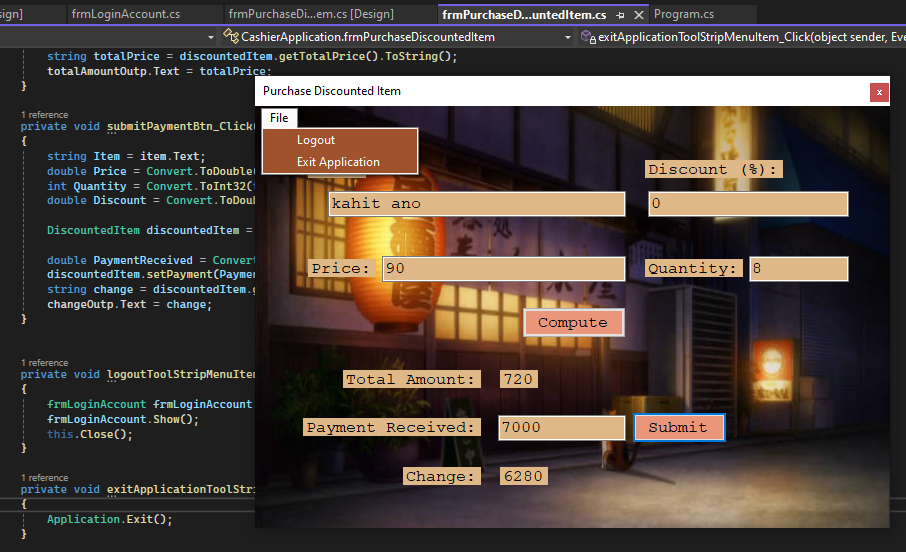 sign]
frmLoginAccount.cs
frmPurchaseDi...em.cs [Design]
frmPurchaseD...untedItem.cs
Program.cs
CashierApplication.frmPurchaseDiscountedItem
exitApplicationToolStripMenuItem_Click(object sender, Eve
string totalPrice = discountedItem.getTotalPrice().ToString();
totalAmountOutp.Text = totalPrice;
}
1 reference
private void submitPaymentBtn_Click(
{
string Item = item.Text;
double Price = Convert.ToDouble(
int Quantity = Convert.ToInt32(
double Discount = Convert.ToDou
DiscountedItem discountedItem =
double PaymentReceived = Convert
discountedItem.setPayment(Paymen
string change = discountedItem.g
changeOutp.Text = change;
}
1 reference
private void logoutToolStripMenuItem
{
frmLoginAccount frmLoginAccount
frmLoginAccount.Show();
this.Close();
}
1 reference
private void exitApplicationToolStri
{
Application.Exit();
}
Purchase Discounted Item
x
File
Logout
Exit Application
Discount (%):
kahit ano
0
Price:
90
Quantity:
8
Compute
Total Amount:
720
Payment Received:
7000
Submit
Change:
6280